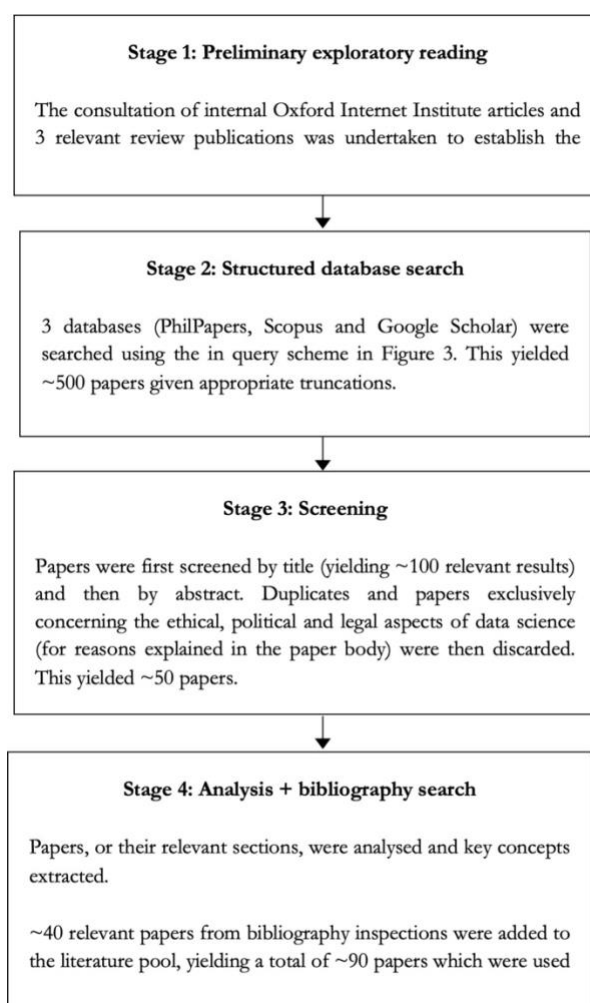 Stage 1: Preliminary exploratory reading
The consultation of internal Oxford Internet Institute articles and
3 relevant review publications was undertaken to establish the
Stage 2: Structured database search
3 databases (PhilPapers, Scopus and Google Scholar) were
searched using the in query scheme in Figure 3. This yielded
~500 papers given appropriate truncations.
Stage 3: Screening
Papers were first screened by title (yielding ~100 relevant results)
and then by abstract. Duplicates and papers exclusively
concerning the ethical, political and legal aspects of data science
(for reasons explained in the paper body) were then discarded.
This yielded ~50 papers.
Stage 4: Analysis + bibliography search
Papers, or their relevant sections, were analysed and key concepts
extracted.
~40 relevant papers from bibliography inspections were added to
the literature pool, yielding a total of ~90 papers which were used